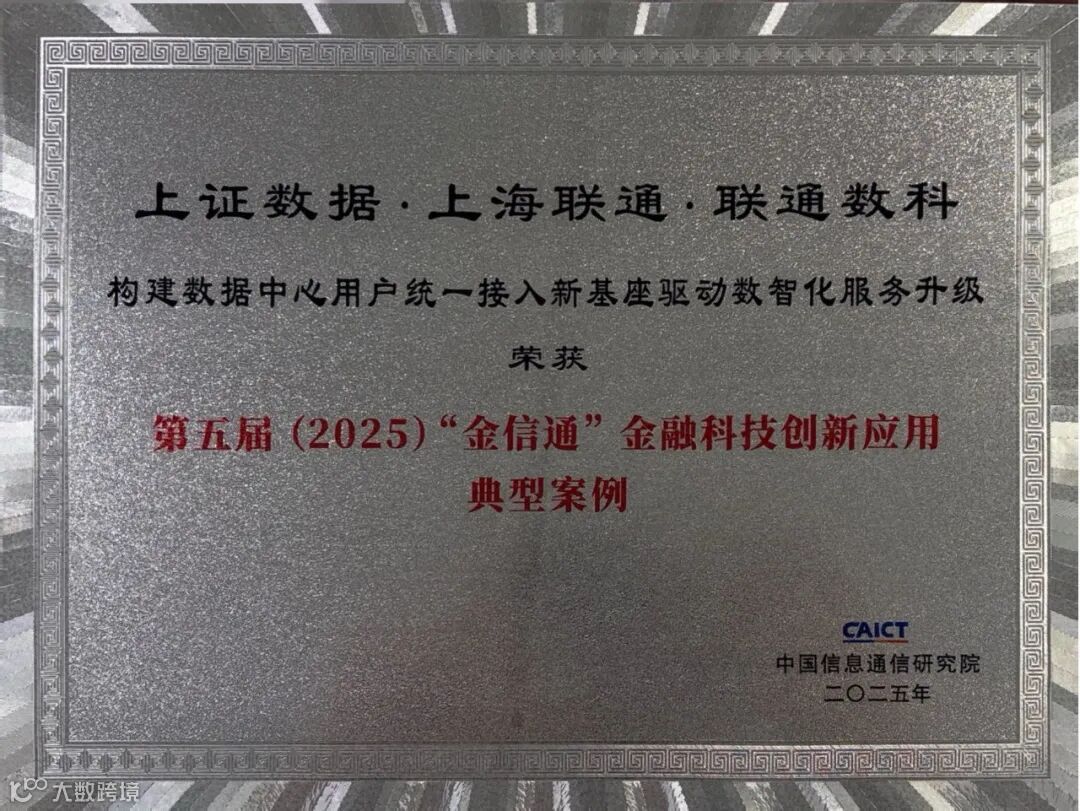 上证数据·上海联通·联通数科
构建数据中心用户统一接入新基座驱动数智化服务升级
荣获
第五届(2025)“金信通”金融科技创新应用
典型案例
CAICT
中国信息通信研究院
二〇二五年
大数跨境